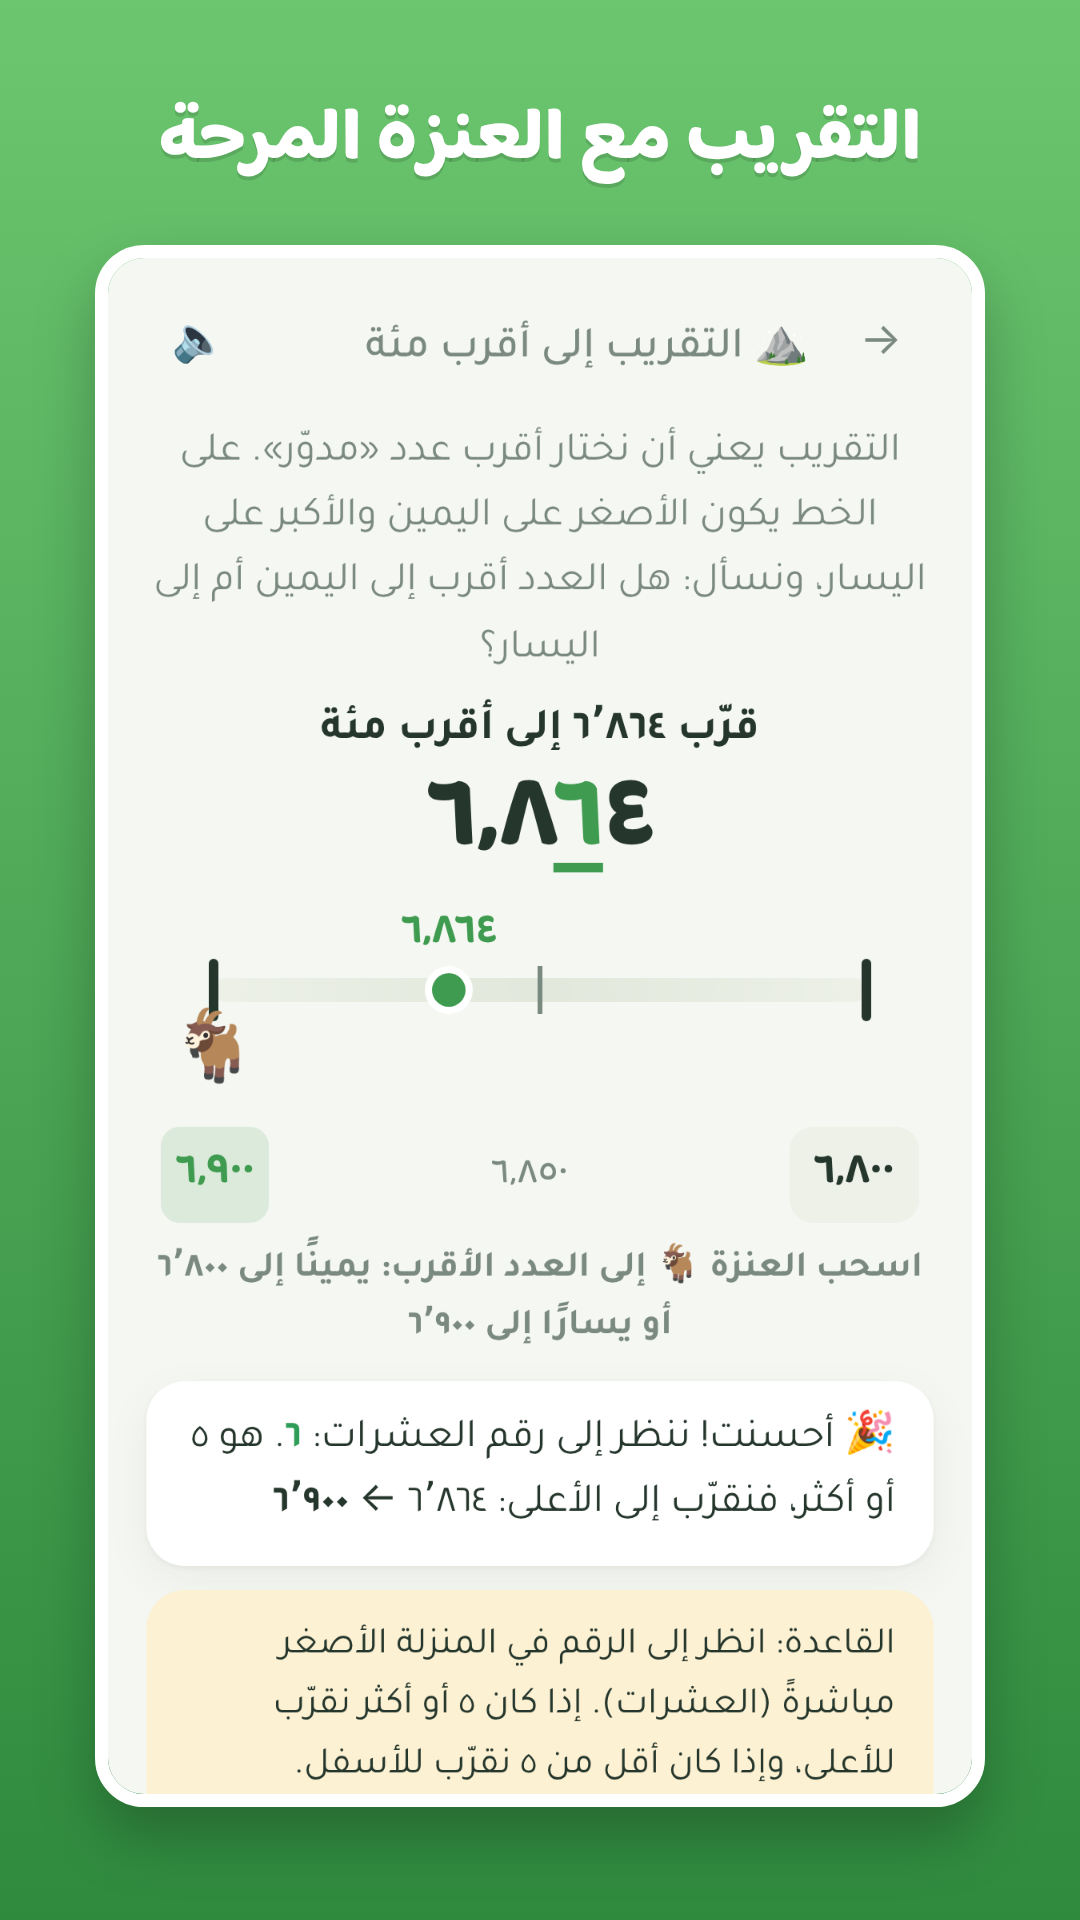 التقريب مع العنزة المرحة
→ ⛰️ التقريب إلى أقرب مئة 🔈
التقريب يعني أن نختار أقرب عدد «مدوّر». على
الخط يكون الأصغر على اليمين والأكبر على
اليسار، ونسأل: هل العدد أقرب إلى اليمين أم إلى
اليسار؟
قرّب ٦٬٨٦٤ إلى أقرب مئة
٦,٨٦٤
٦,٨٦٤
٦,٨٠٠ ٦,٨٥٠ ٦,٩٠٠
اسحب العنزة 🐐 إلى العدد الأقرب: يمينًا إلى ٦٬٨٠٠
أو يسارًا إلى ٦٬٩٠٠
🎉 أحسنت! ننظر إلى رقم العشرات: ٦. هو ٥
أو أكثر، فنقرّب إلى الأعلى: ٦٬٨٦٤ ← ٦٬٩٠٠
القاعدة: انظر إلى الرقم في المنزلة الأصغر
مباشرةً (العشرات). إذا كان ٥ أو أكثر نقرّب
للأعلى، وإذا كان أقل من ٥ نقرّب للأسفل.